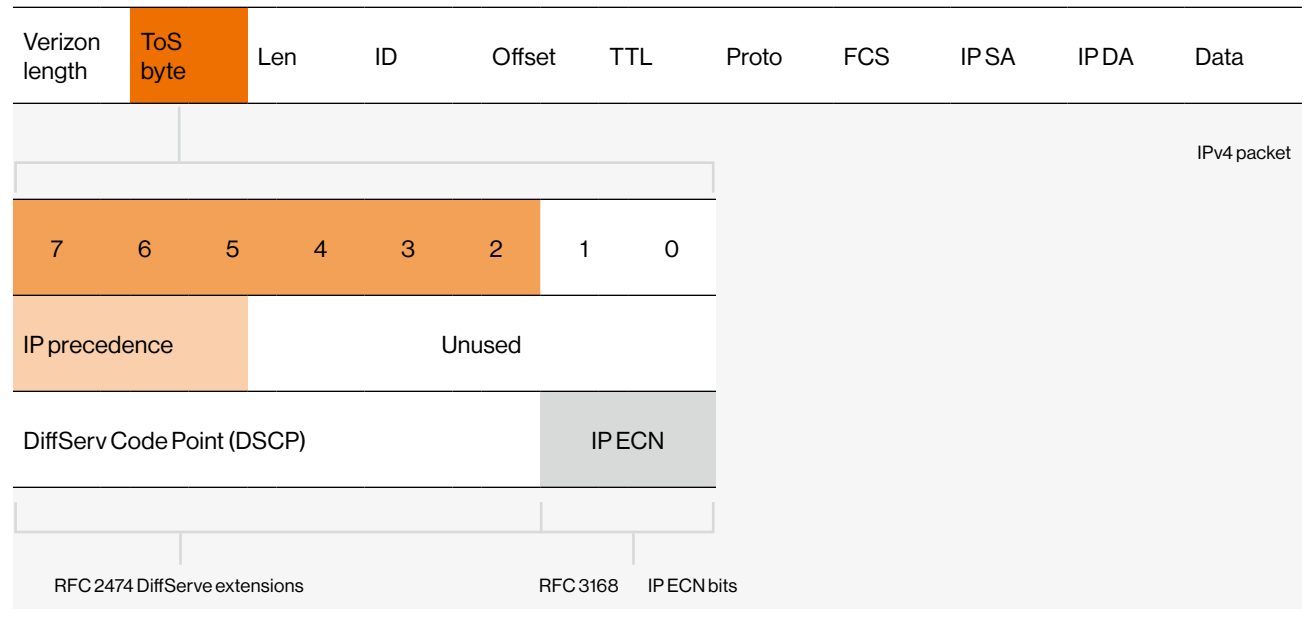 Verizon length ToS byte Len ID Offset TTL Proto FCS IP SA IP DA Data
IPv4 packet
7 6 5 4 3 2 1 0
IP precedence Unused
DiffServ Code Point (DSCP) IP ECN
RFC 2474 DiffServe extensions RFC 3168 IP ECN bits